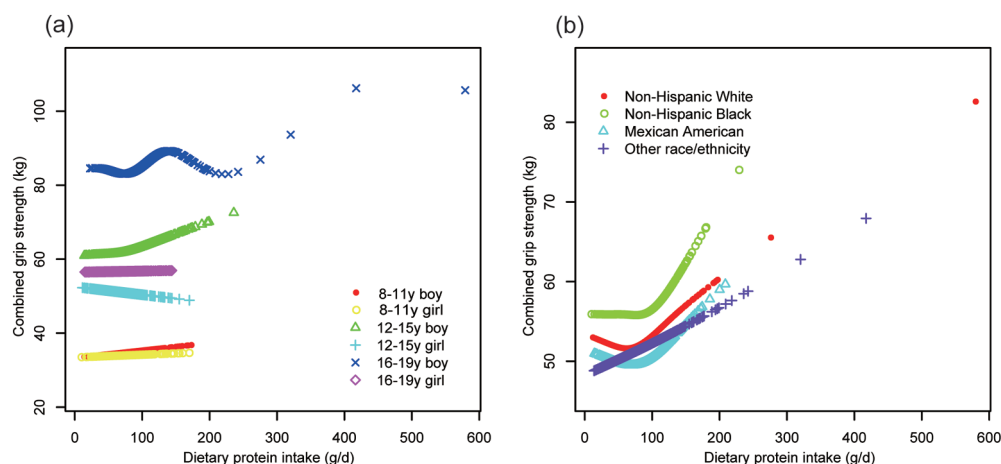 (a)
Combined grip strength (kg)
100
80
60
40
20
8-11y boy
8-11y girl
12-15y boy
12-15y girl
16-19y boy
16-19y girl
0 100 200 300 400 500 600
Dietary protein intake (g/d)
(b)
Combined grip strength (kg)
80
70
60
50
Non-Hispanic White
Non-Hispanic Black
Mexican American
Other race/ethnicity
0 100 200 300 400 500 600
Dietary protein intake (g/d)